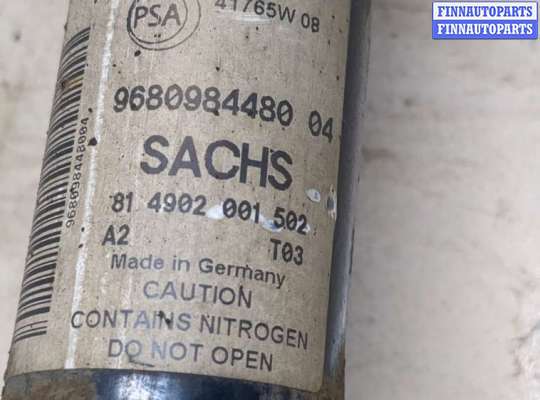 FINNAUTOPARTS
FINNAUTOPARTS
PSA
41765W 08
9680984480 04
968098448004
SACHS
81 4902 001 502
A2 T03
Made in Germany
CAUTION
CONTAINS NITROGEN
DO NOT OPEN